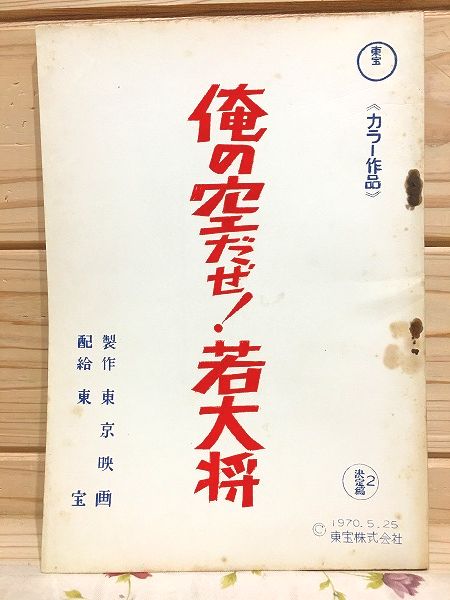 東宝
《カラー作品》
俺の空だぜ!若大将
製作東京映画
配給東宝
決定篇2
© 1970.5.25
東宝株式会社